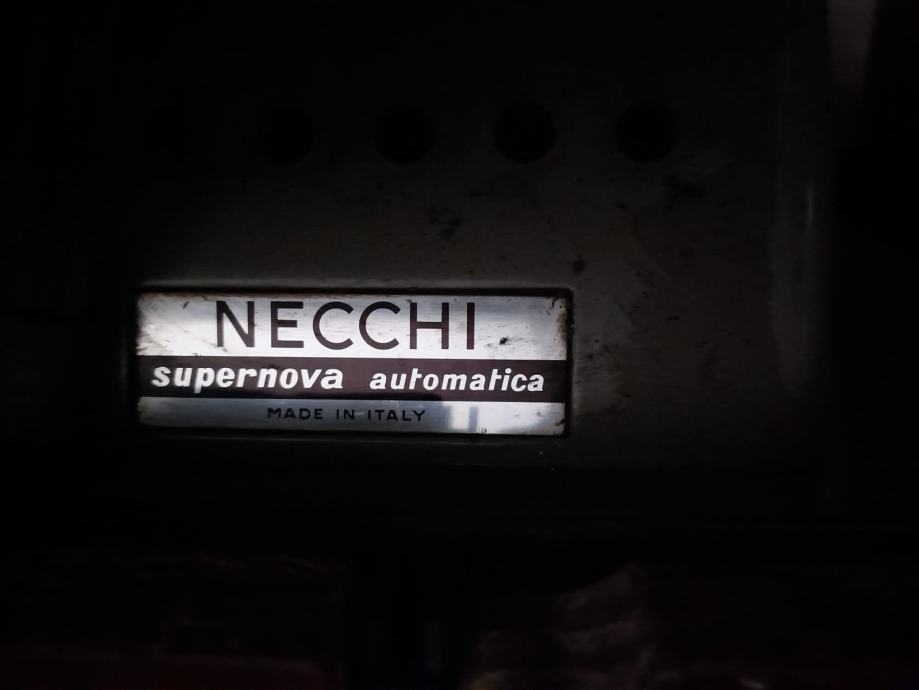 NECCHI
supernova automatica
MADE IN ITALY